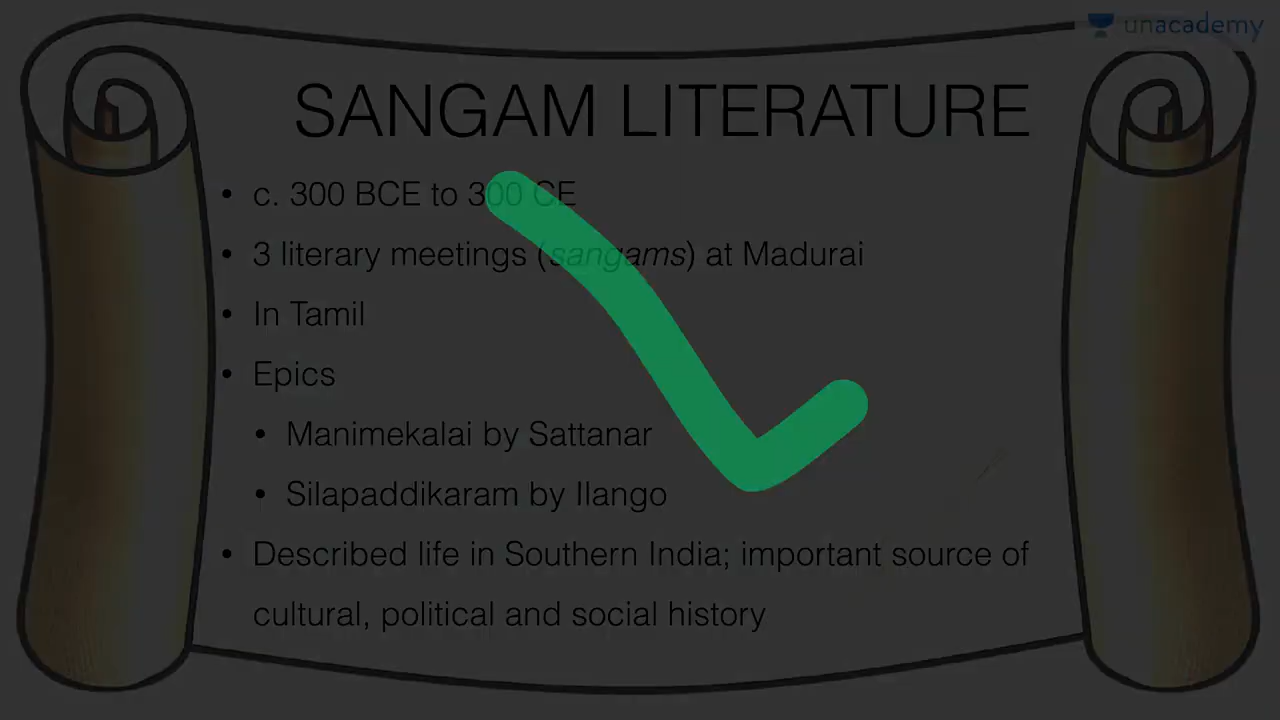 unacademy
SANGAM LITERATURE
• c. 300 BCE to 300 CE
• 3 literary meetings (sangams) at Madurai
• In Tamil
• Epics
• Manimekalai by Sattanar
• Silapaddikaram by Ilango
• Described life in Southern India; important source of
cultural, political and social history